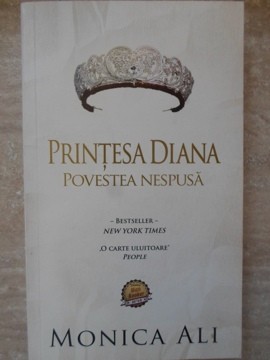 PRINȚESA DIANA
POVESTEA NESPUSĂ
– BESTSELLER –
NEW YORK TIMES
‚O CARTE ULUITOARE'
PEOPLE
MONICA ALI